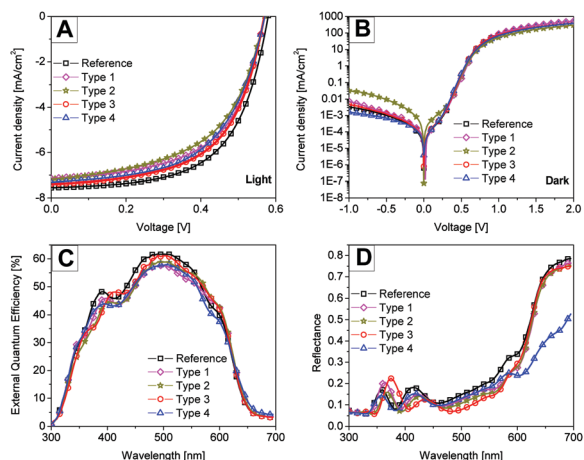 A
Current density [mA/cm²]
0
-2
-4
-6
-8
Reference
Type 1
Type 2
Type 3
Type 4
Light
0.0 0.2 0.4 0.6
Voltage [V]
B
Current density [mA/cm²]
1000
100
10
1
0.1
0.01
1E-3
1E-4
1E-5
1E-6
1E-7
1E-8
Reference
Type 1
Type 2
Type 3
Type 4
Dark
-1.0 -0.5 0.0 0.5 1.0 1.5 2.0
Voltage [V]
C
External Quantum Efficiency [%]
60
50
40
30
20
10
0
Reference
Type 1
Type 2
Type 3
Type 4
300 400 500 600 700
Wavelength [nm]
D
Reflectance
0.8
0.6
0.5
0.4
0.2
0.1
0.0
Reference
Type 1
Type 2
Type 3
Type 4
300 400 500 600 700
Wavelength [nm]